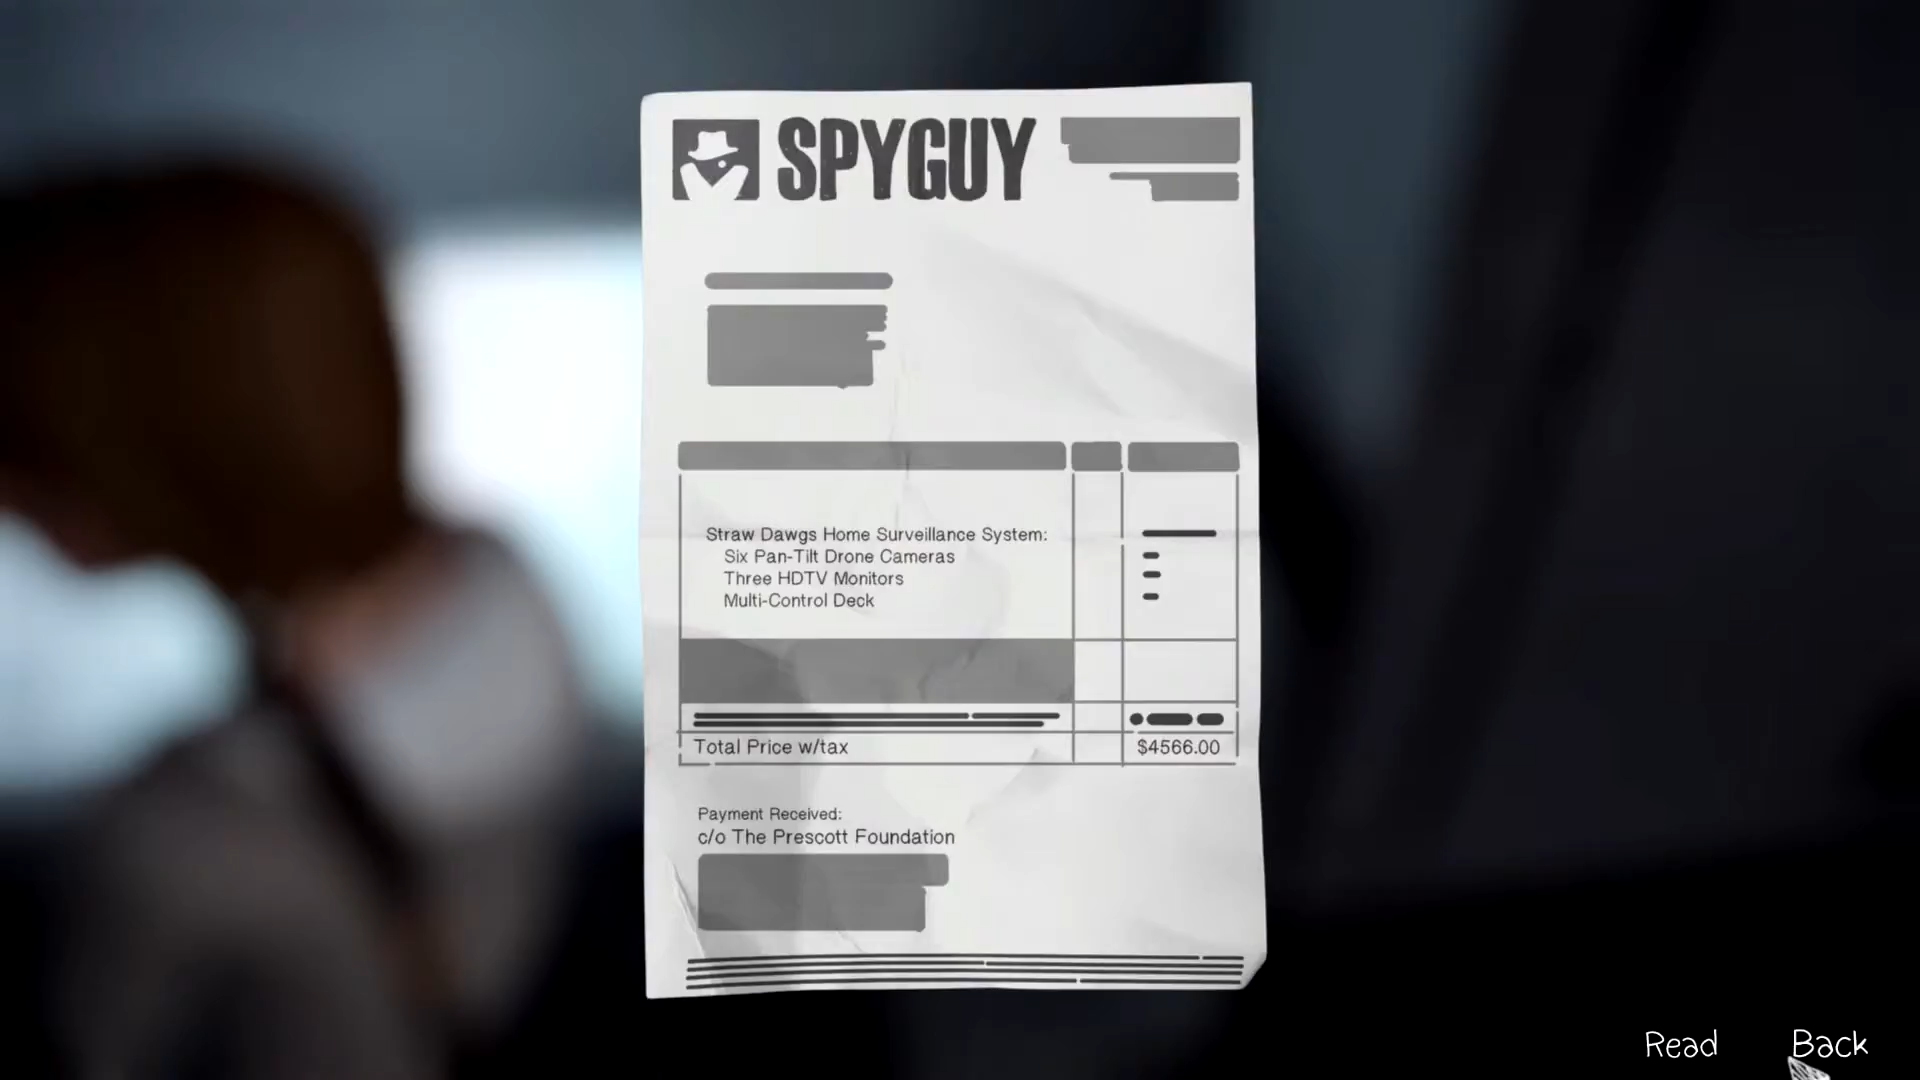 SPYGUY
Straw Dawgs Home Surveillance System:
Six Pan-Tilt Drone Cameras
Three HDTV Monitors
Multi-Control Deck
Total Price w/tax $4566.00
Payment Received:
c/o The Prescott Foundation
Read Back